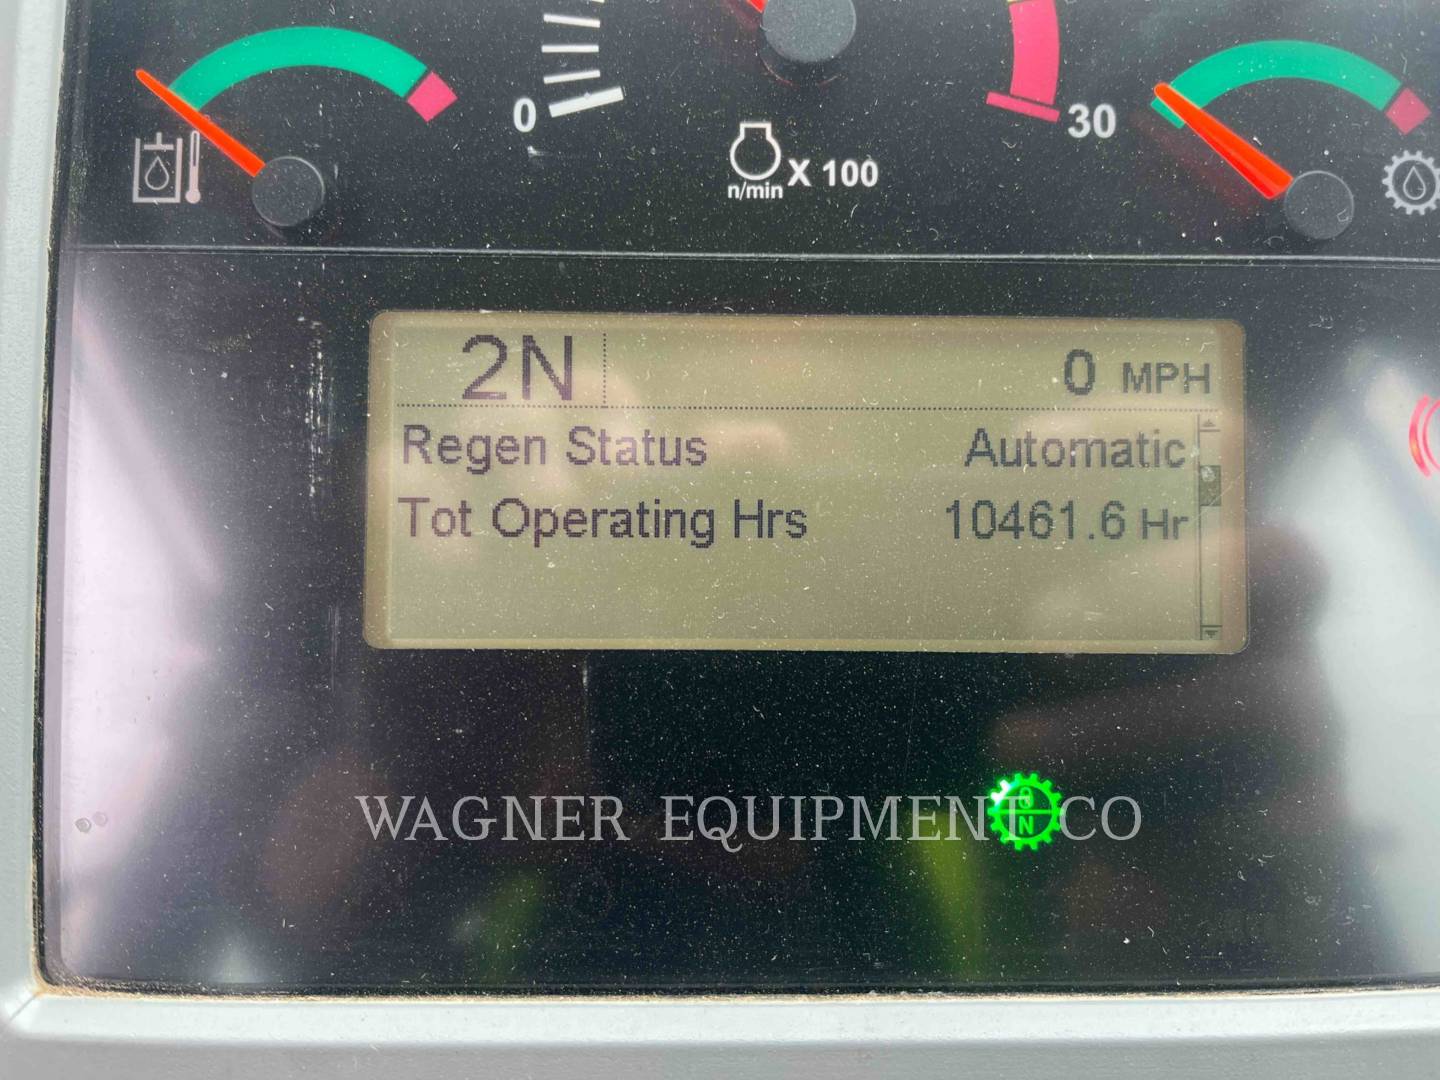 0
30
n/min X 100
2N 0 MPH
Regen Status Automatic
Tot Operating Hrs 10461.6 Hr
N
WAGNER EQUIPMENT CO